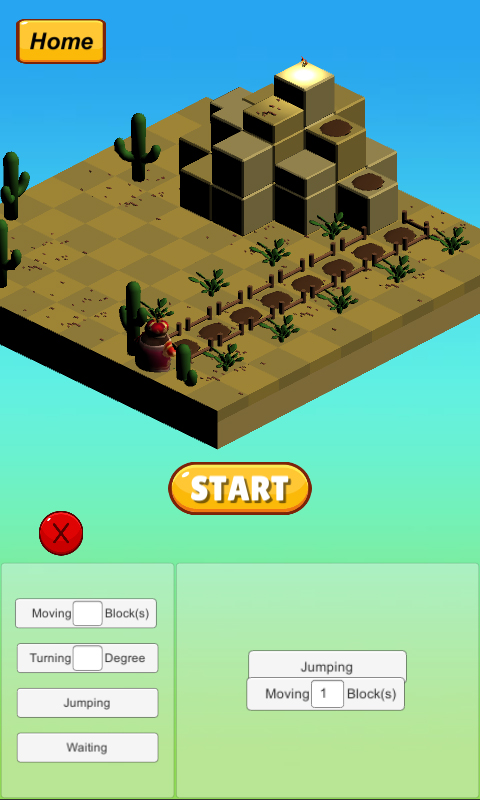 Home
START
X
Moving Block(s)
Turning Degree
Jumping
Waiting
Jumping
Moving 1 Block(s)